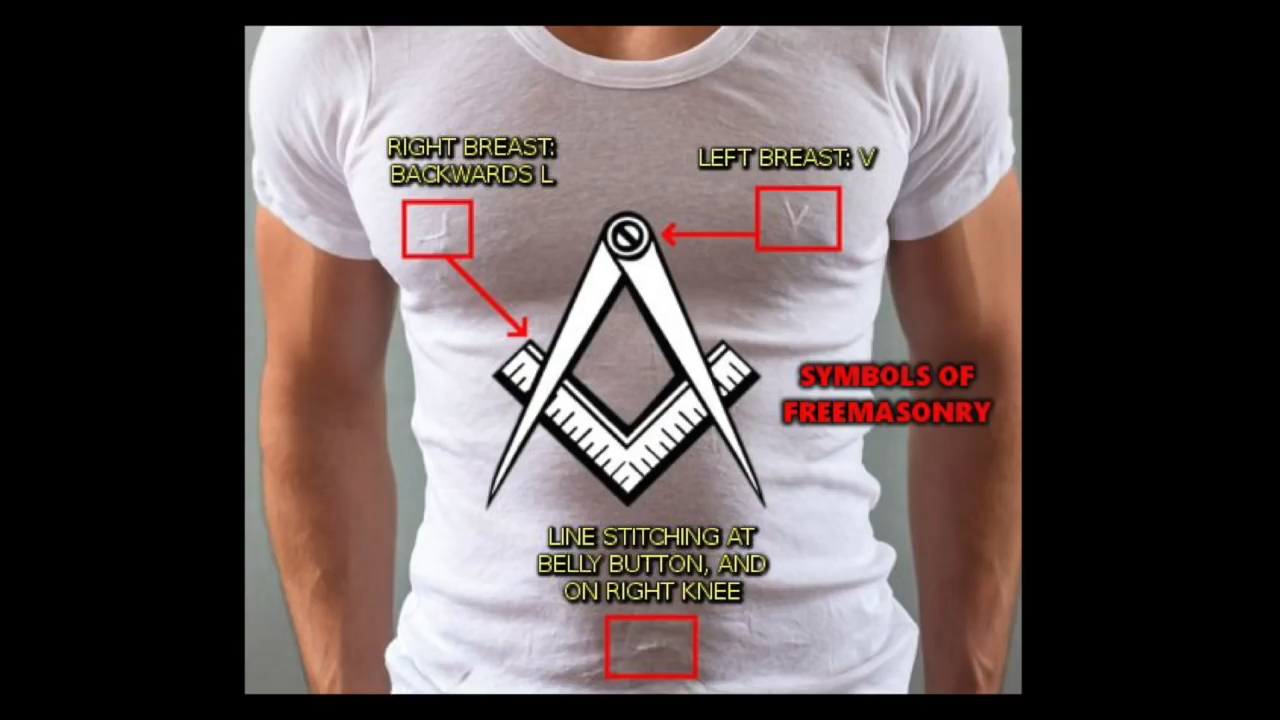 RIGHT BREAST:
BACKWARDS L
LEFT BREAST: V
SYMBOLS OF
FREEMASONRY
LINE STITCHING AT
BELLY BUTTON, AND
ON RIGHT KNEE